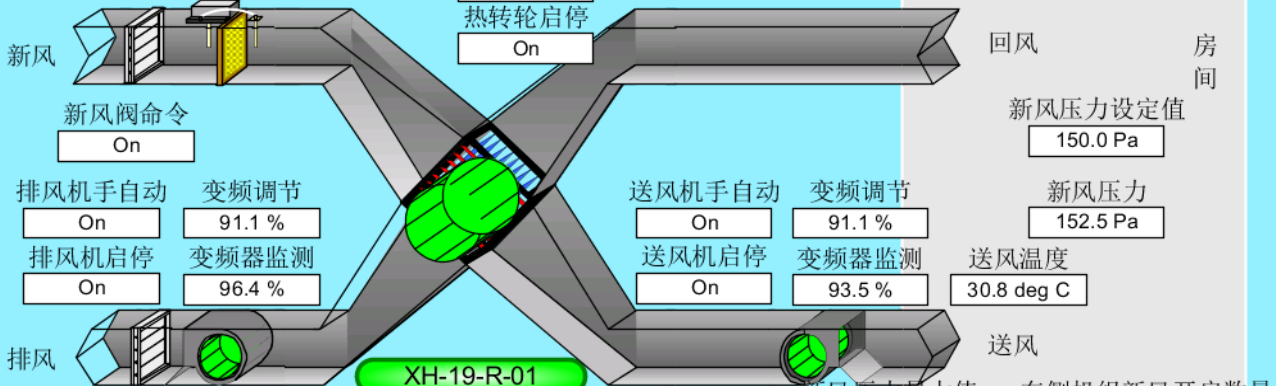 热转轮启停
On
新风
回风
房间
新风阀命令
On
新风压力设定值
150.0 Pa
排风机手自动 变频调节 送风机手自动 变频调节 新风压力
On 91.1 % On 91.1 % 152.5 Pa
排风机启停 变频器监测 送风机启停 变频器监测 送风温度
On 96.4 % On 93.5 % 30.8 deg C
排风
送风
XH-19-R-01